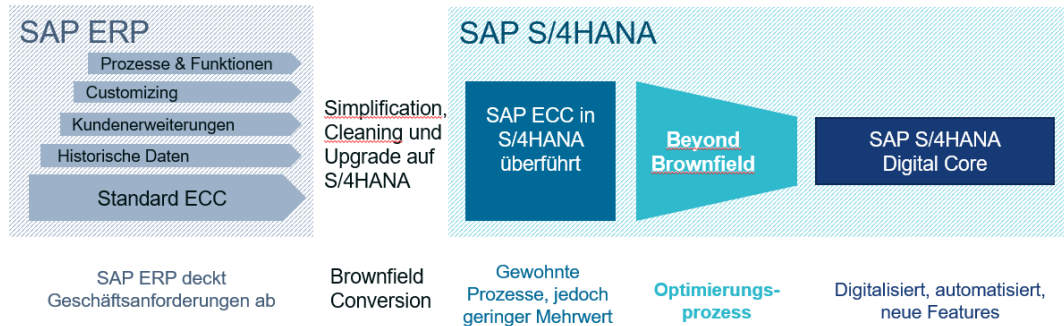 SAP ERP
Prozesse & Funktionen
Customizing
Kundenerweiterungen
Historische Daten
Standard ECC
Simplification,
Cleaning und
Upgrade auf
S/4HANA
SAP S/4HANA
SAP ECC in
S/4HANA
überführt
Beyond
Brownfield
SAP S/4HANA
Digital Core
SAP ERP deckt
Geschäftsanforderungen ab
Brownfield
Conversion
Gewohnte
Prozesse, jedoch
geringer Mehrwert
Optimierungs-
prozess
Digitalisiert, automatisiert,
neue Features